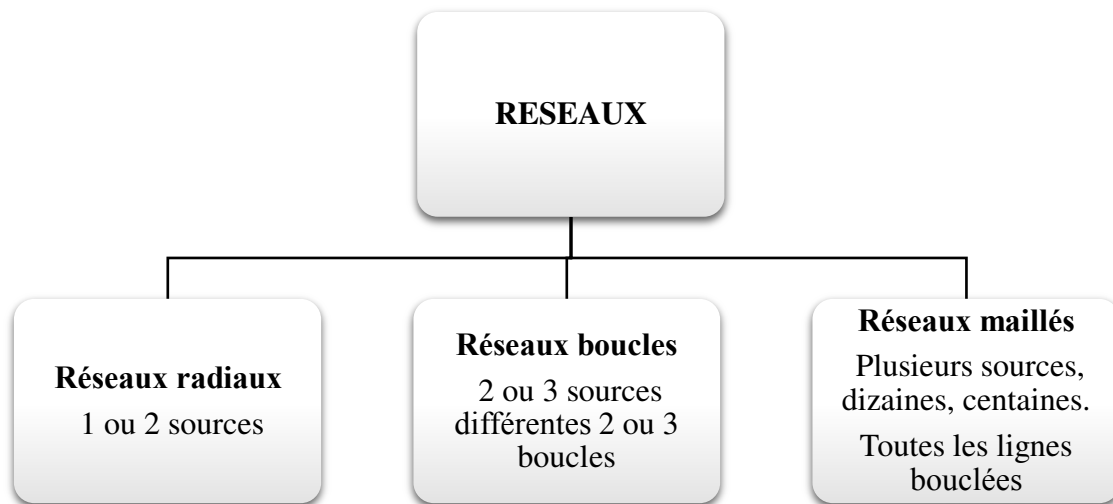 RESEAUX
Réseaux radiaux
1 ou 2 sources
Réseaux boucles
2 ou 3 sources
différentes 2 ou 3
boucles
Réseaux maillés
Plusieurs sources,
dizaines, centaines.
Toutes les lignes
bouclées